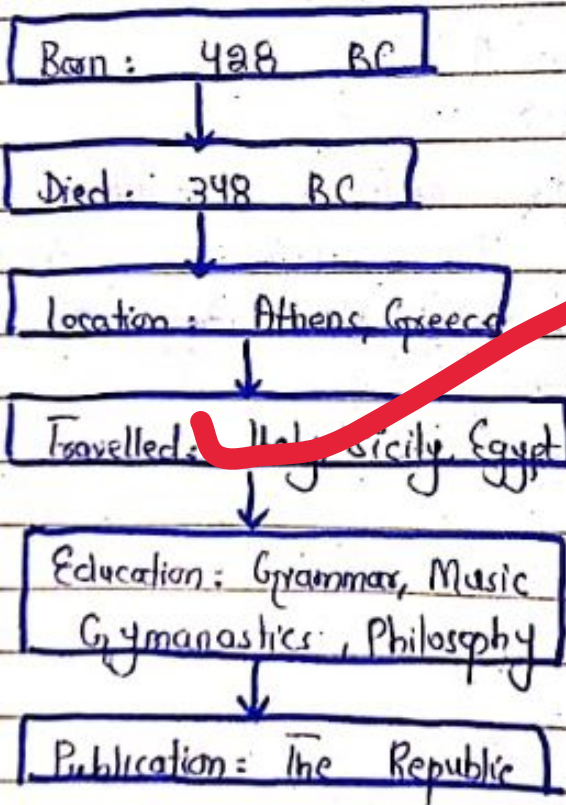 Born : 428 BC
Died : 348 BC
Location : Athens, Greece
Travelled : Italy, Sicily, Egypt
Education : Grammar, Music
Gymanastics , Philosophy
Publication : The Republic